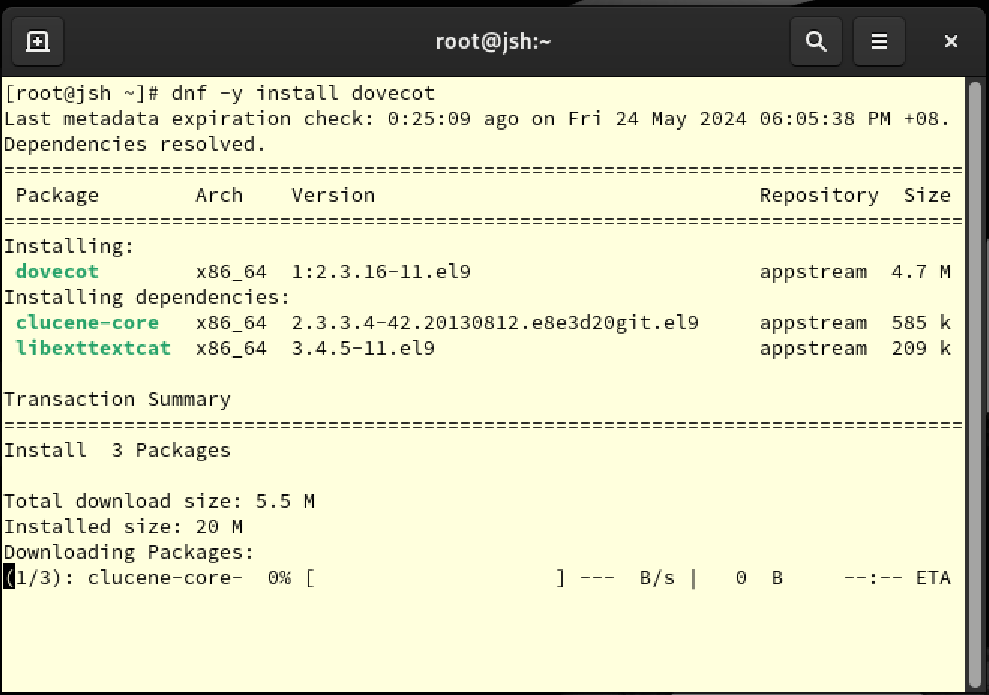 root@jsh:~
[root@jsh ~]# dnf -y install dovecot
Last metadata expiration check: 0:25:09 ago on Fri 24 May 2024 06:05:38 PM +08.
Dependencies resolved.
================================================================================
 Package        Arch    Version                                Repository  Size
================================================================================
Installing:
 dovecot        x86_64  1:2.3.16-11.el9                        appstream  4.7 M
Installing dependencies:
 clucene-core   x86_64  2.3.3.4-42.20130812.e8e3d20git.el9     appstream  585 k
 libexttextcat  x86_64  3.4.5-11.el9                           appstream  209 k

Transaction Summary
================================================================================
Install  3 Packages

Total download size: 5.5 M
Installed size: 20 M
Downloading Packages:
(1/3): clucene-core-  0% [                    ] ---  B/s |   0  B     --:-- ETA